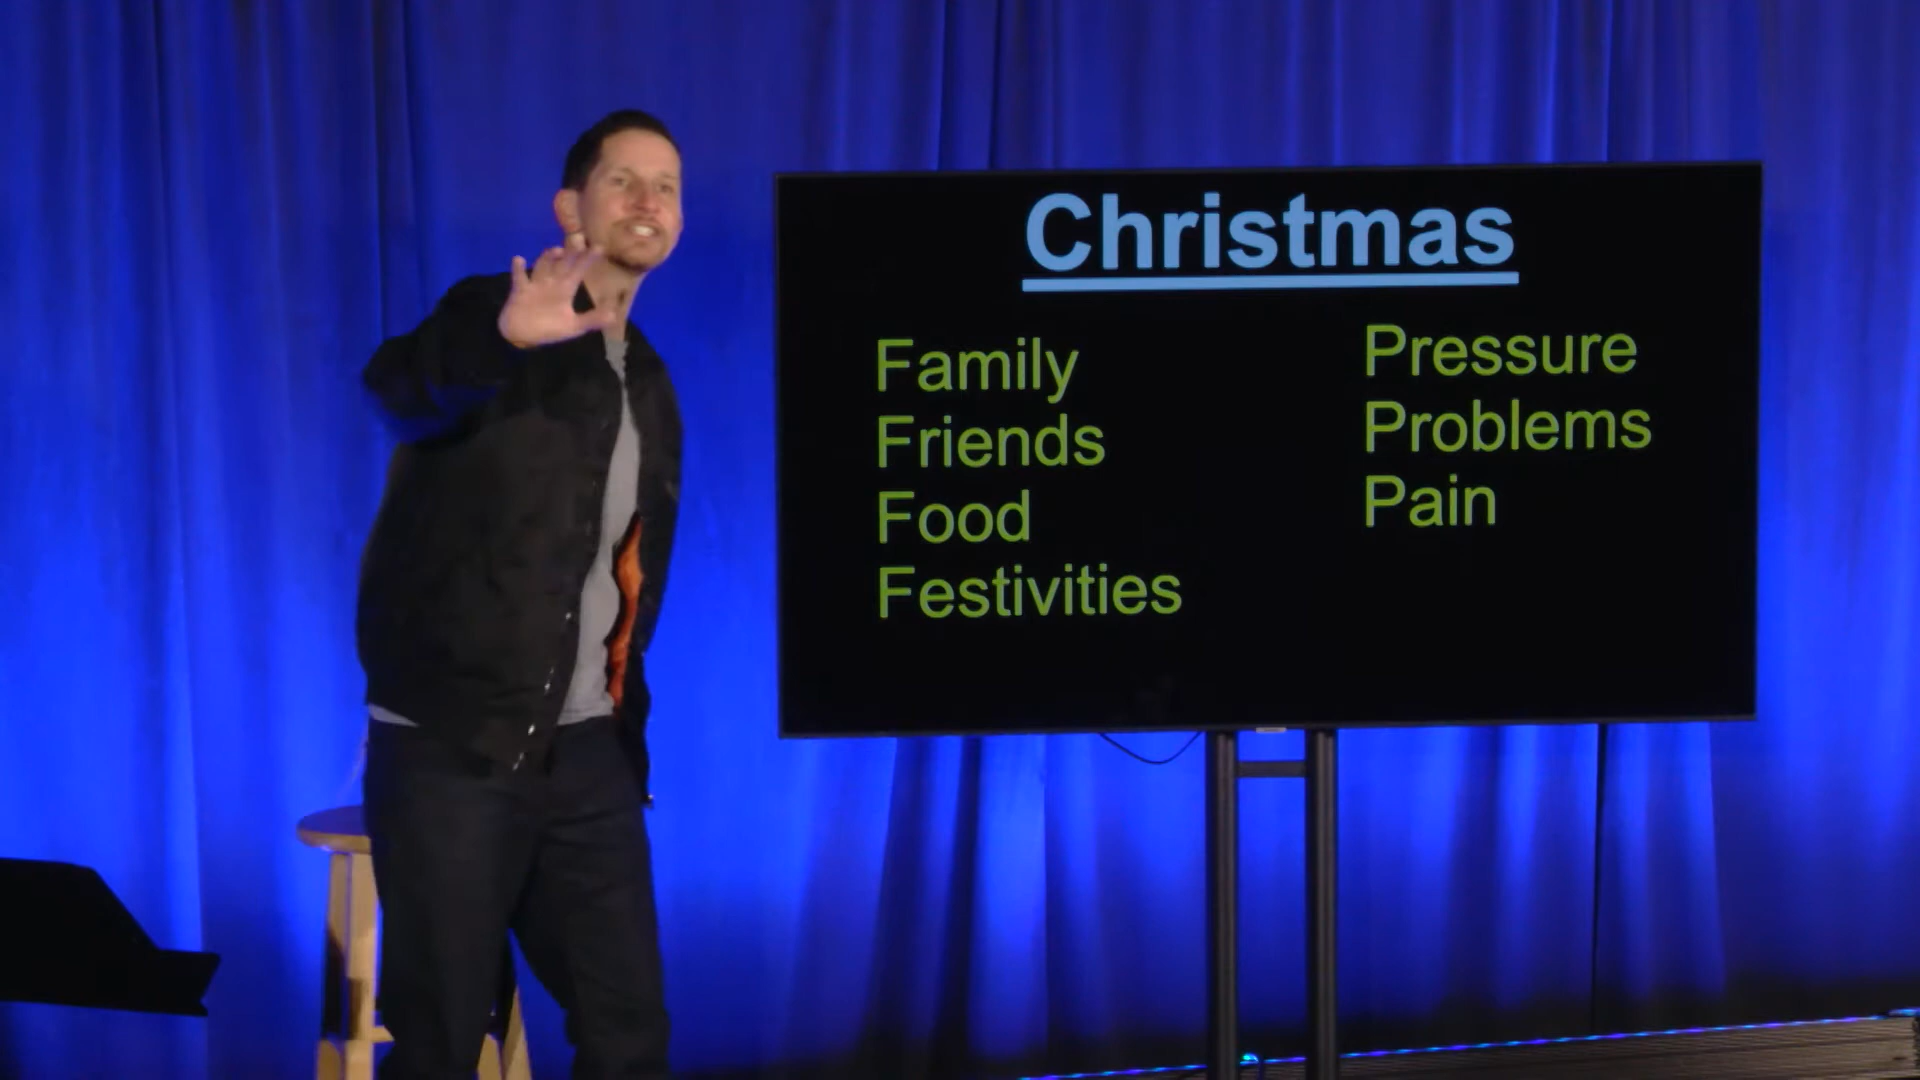 Christmas
Family
Friends
Food
Festivities
Pressure
Problems
Pain